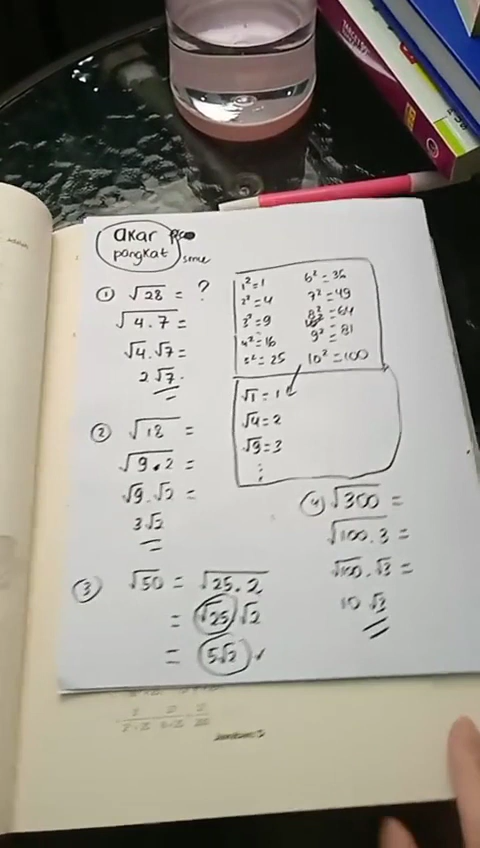 akar
pangkat
smc
① √28 = ?
√4.7 =
√4.√7 =
2√7
1² = 1
2² = 4
3² = 9
4² = 16
5² = 25
6² = 36
7² = 49
8² = 64
9² = 81
10² = 100
√1 = 1
√4 = 2
√9 = 3
⋮
② √18 =
√9.2 =
√9.√2 =
3√2
③ √50 = √25.2
= √25 √2
= 5√2 ✓
④ √300 =
√100.3 =
√100.√3 =
10√3
Jawaban: D